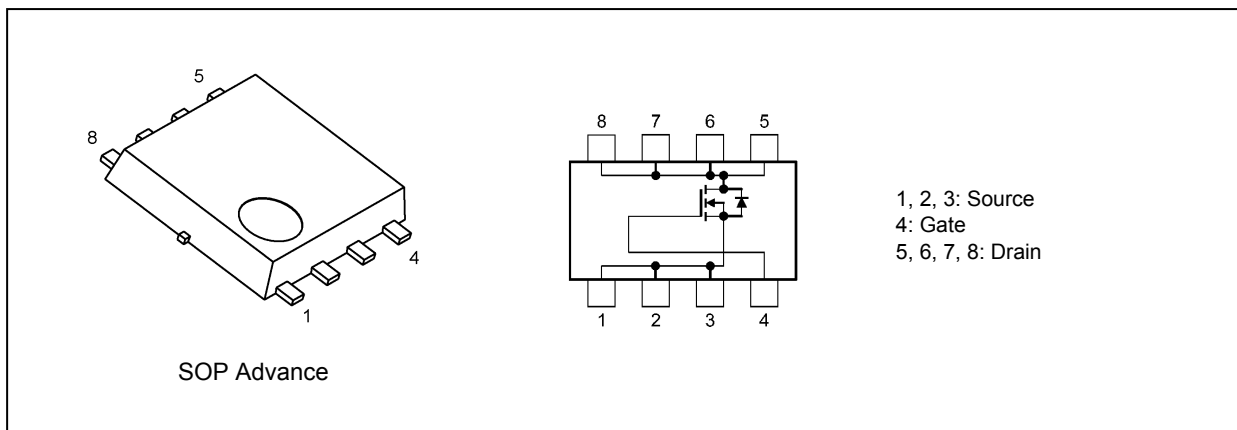 5
8
4
1
SOP Advance
8 7 6 5
1 2 3 4
1, 2, 3: Source
4: Gate
5, 6, 7, 8: Drain